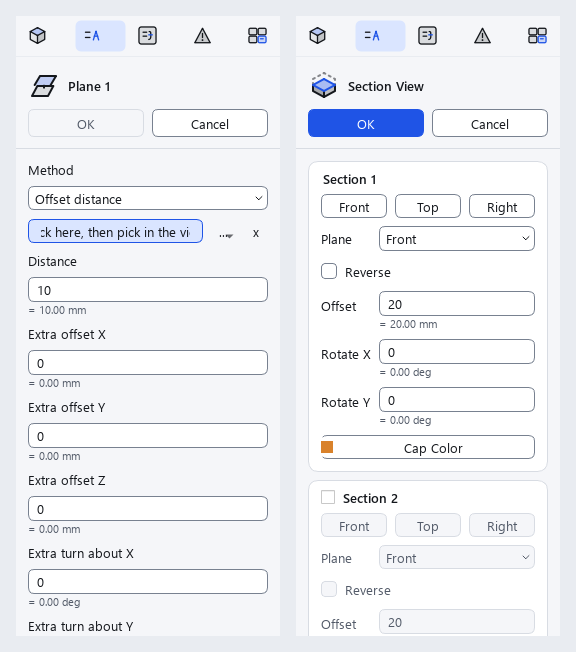 Plane 1
OK
Cancel
Method
Offset distance
ck here, then pick in the vi
...
x
Distance
10
= 10.00 mm
Extra offset X
0
= 0.00 mm
Extra offset Y
0
= 0.00 mm
Extra offset Z
0
= 0.00 mm
Extra turn about X
0
= 0.00 deg
Extra turn about Y
Section View
OK
Cancel
Section 1
Front
Top
Right
Plane
Front
Reverse
Offset
20
= 20.00 mm
Rotate X
0
= 0.00 deg
Rotate Y
0
= 0.00 deg
Cap Color
Section 2
Front
Top
Right
Plane
Front
Reverse
Offset
20